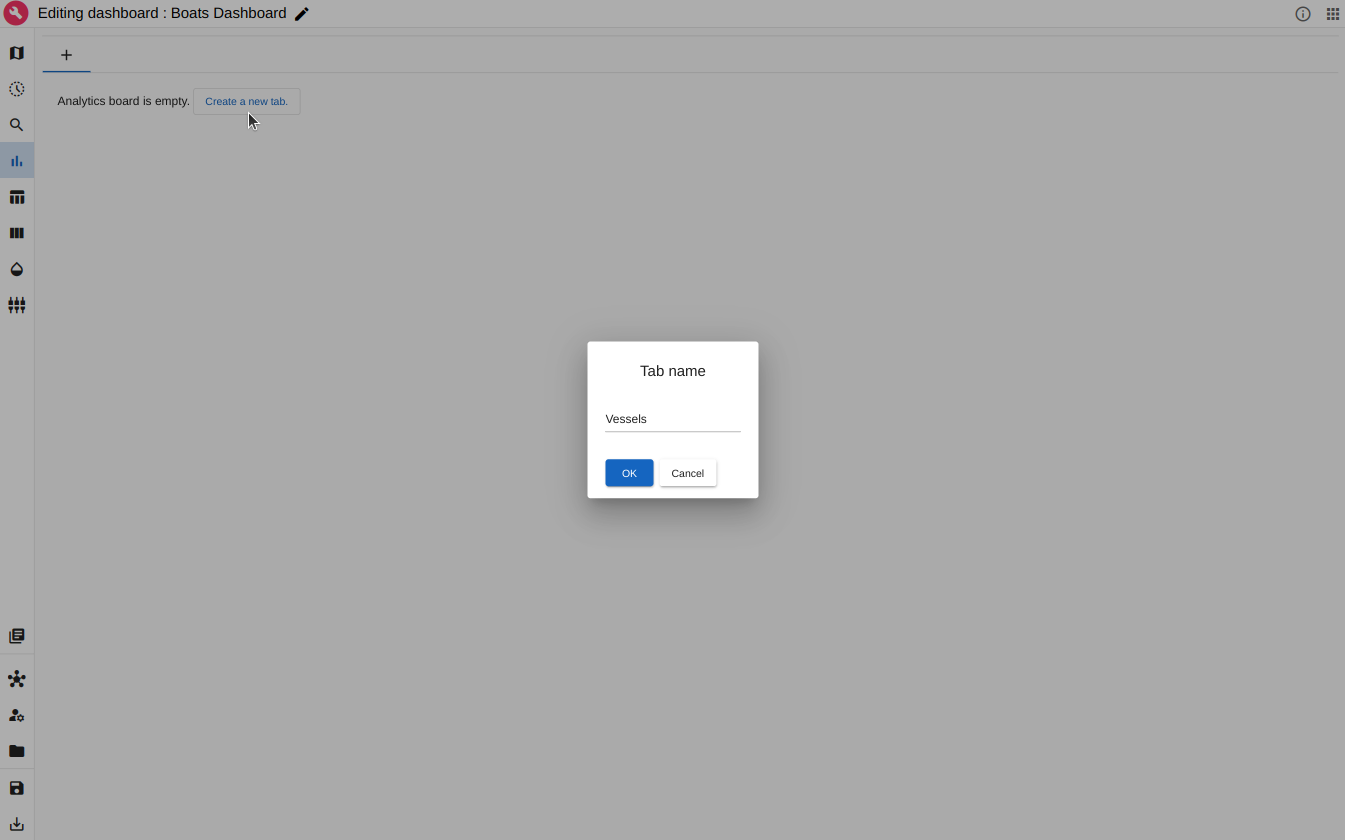 Editing dashboard : Boats Dashboard
Analytics board is empty. Create a new tab.
Tab name
Vessels
OK Cancel